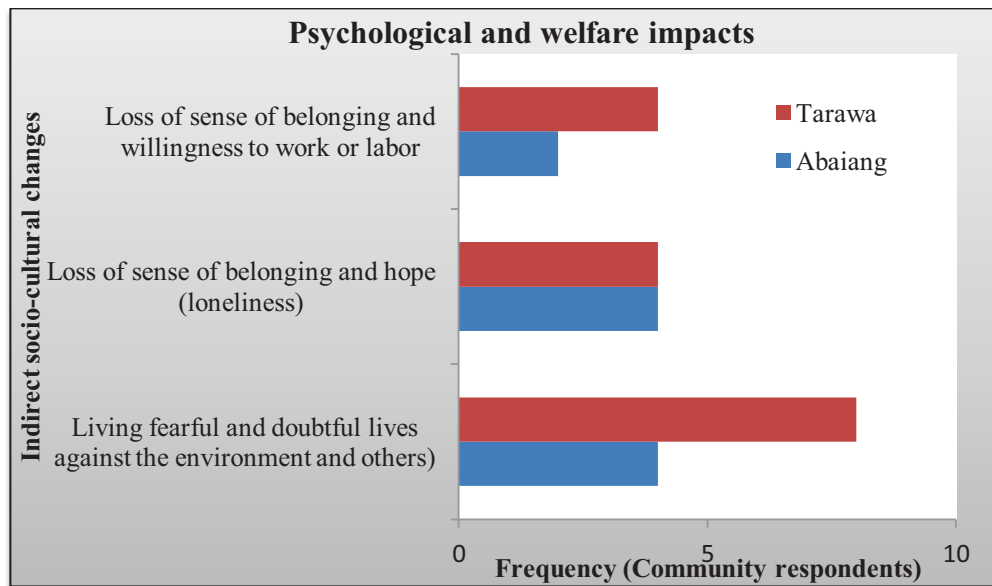 Psychological and welfare impacts
Indirect socio-cultural changes
Loss of sense of belonging and
willingness to work or labor
Loss of sense of belonging and hope
(loneliness)
Living fearful and doubtful lives
against the environment and others)
Tarawa
Abaiang
0
5
10
Frequency (Community respondents)